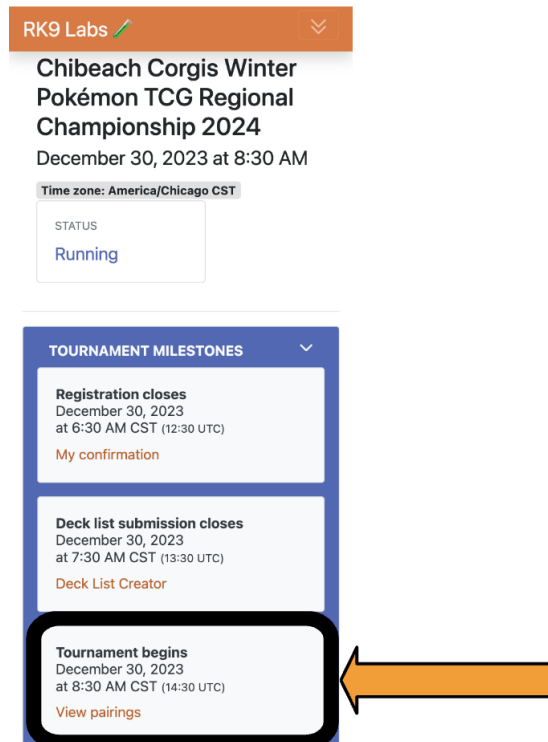 RK9 Labs
Chibeach Corgis Winter
Pokémon TCG Regional
Championship 2024
December 30, 2023 at 8:30 AM
Time zone: America/Chicago CST
STATUS
Running
TOURNAMENT MILESTONES
Registration closes
December 30, 2023
at 6:30 AM CST (12:30 UTC)
My confirmation
Deck list submission closes
December 30, 2023
at 7:30 AM CST (13:30 UTC)
Deck List Creator
Tournament begins
December 30, 2023
at 8:30 AM CST (14:30 UTC)
View pairings